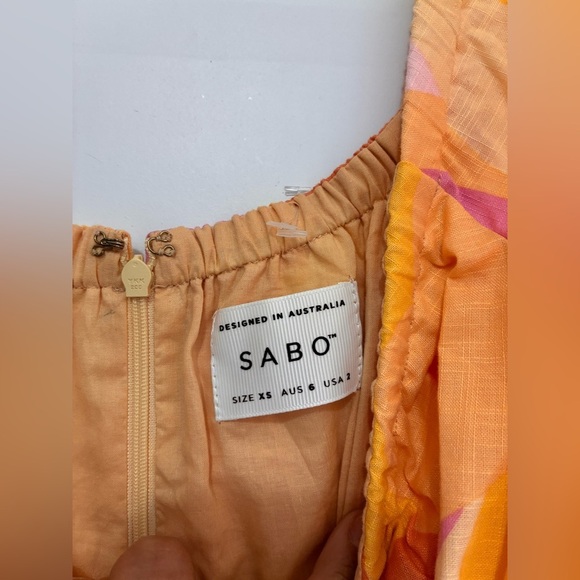 DESIGNED IN AUSTRALIA
SABO™
SIZE XS AUS 6 USA 2